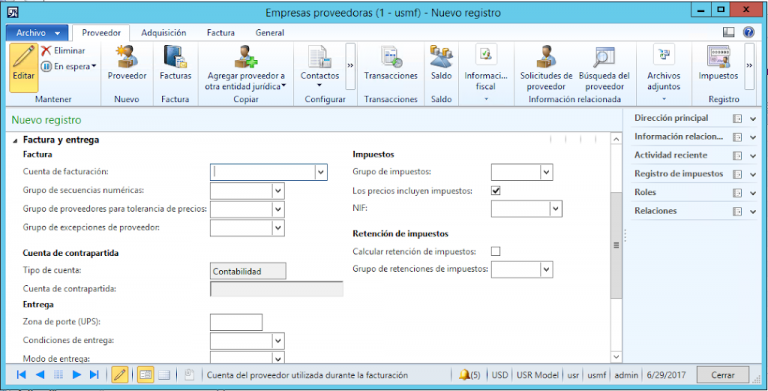 Empresas proveedoras (1 - usmf) - Nuevo registro
Archivo Proveedor Adquisición Factura General
Editar
Eliminar
En espera
Mantener
Proveedor
Nuevo
Facturas
Factura
Agregar proveedor a
otra entidad jurídica
Copiar
Contactos
Configurar
Transacciones
Transacciones
Saldo
Saldo
Informaci...
fiscal
Solicitudes de
proveedor
Búsqueda del
proveedor
Información relacionada
Archivos
adjuntos
Impuestos
Registro
Nuevo registro
Factura y entrega
Factura
Cuenta de facturación:
Grupo de secuencias numéricas:
Grupo de proveedores para tolerancia de precios:
Grupo de excepciones de proveedor:
Cuenta de contrapartida
Tipo de cuenta: Contabilidad
Cuenta de contrapartida:
Entrega
Zona de porte (UPS):
Condiciones de entrega:
Modo de entrega:
Impuestos
Grupo de impuestos:
Los precios incluyen impuestos:
NIF:
Retención de impuestos
Calcular retención de impuestos:
Grupo de retenciones de impuestos:
Dirección principal
Información relacion...
Actividad reciente
Registro de impuestos
Roles
Relaciones
Cuenta del proveedor utilizada durante la facturación (5) USD USR Model usr usmf admin 6/29/2017 Cerrar